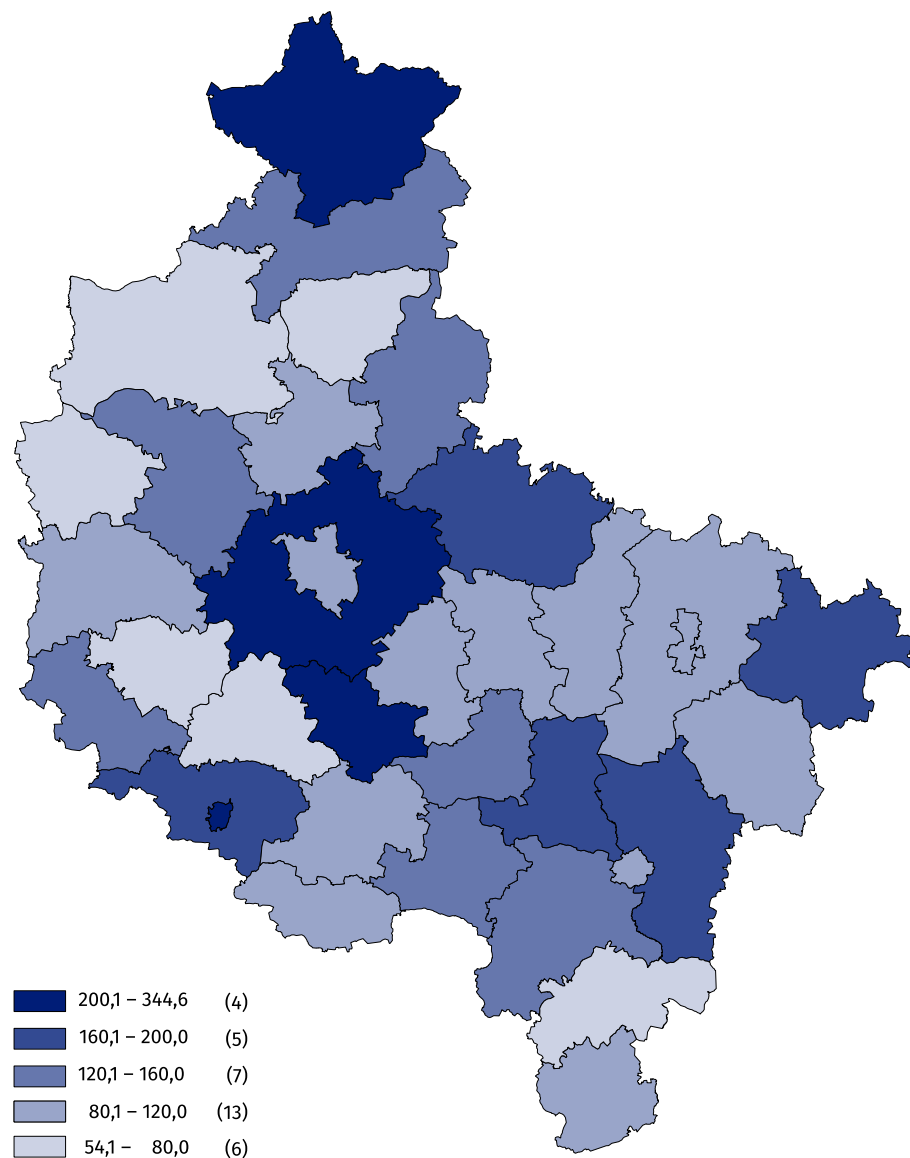 200,1 – 344,6 (4)
160,1 – 200,0 (5)
120,1 – 160,0 (7)
80,1 – 120,0 (13)
54,1 – 80,0 (6)